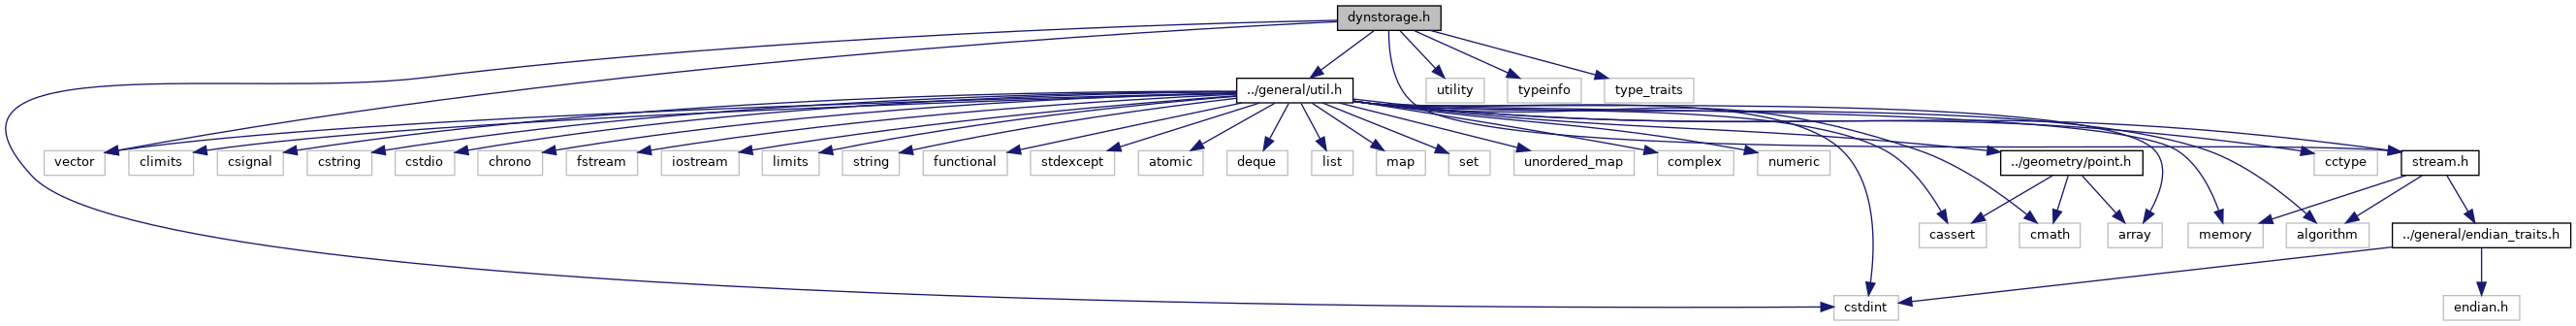 dynstorage.h
../general/util.h
utility
typeinfo
type_traits
vector
climits
csignal
cstring
cstdio
chrono
fstream
iostream
limits
string
functional
stdexcept
atomic
deque
list
map
set
unordered_map
complex
numeric
../geometry/point.h
cctype
stream.h
cassert
cmath
array
memory
algorithm
../general/endian_traits.h
cstdint
endian.h